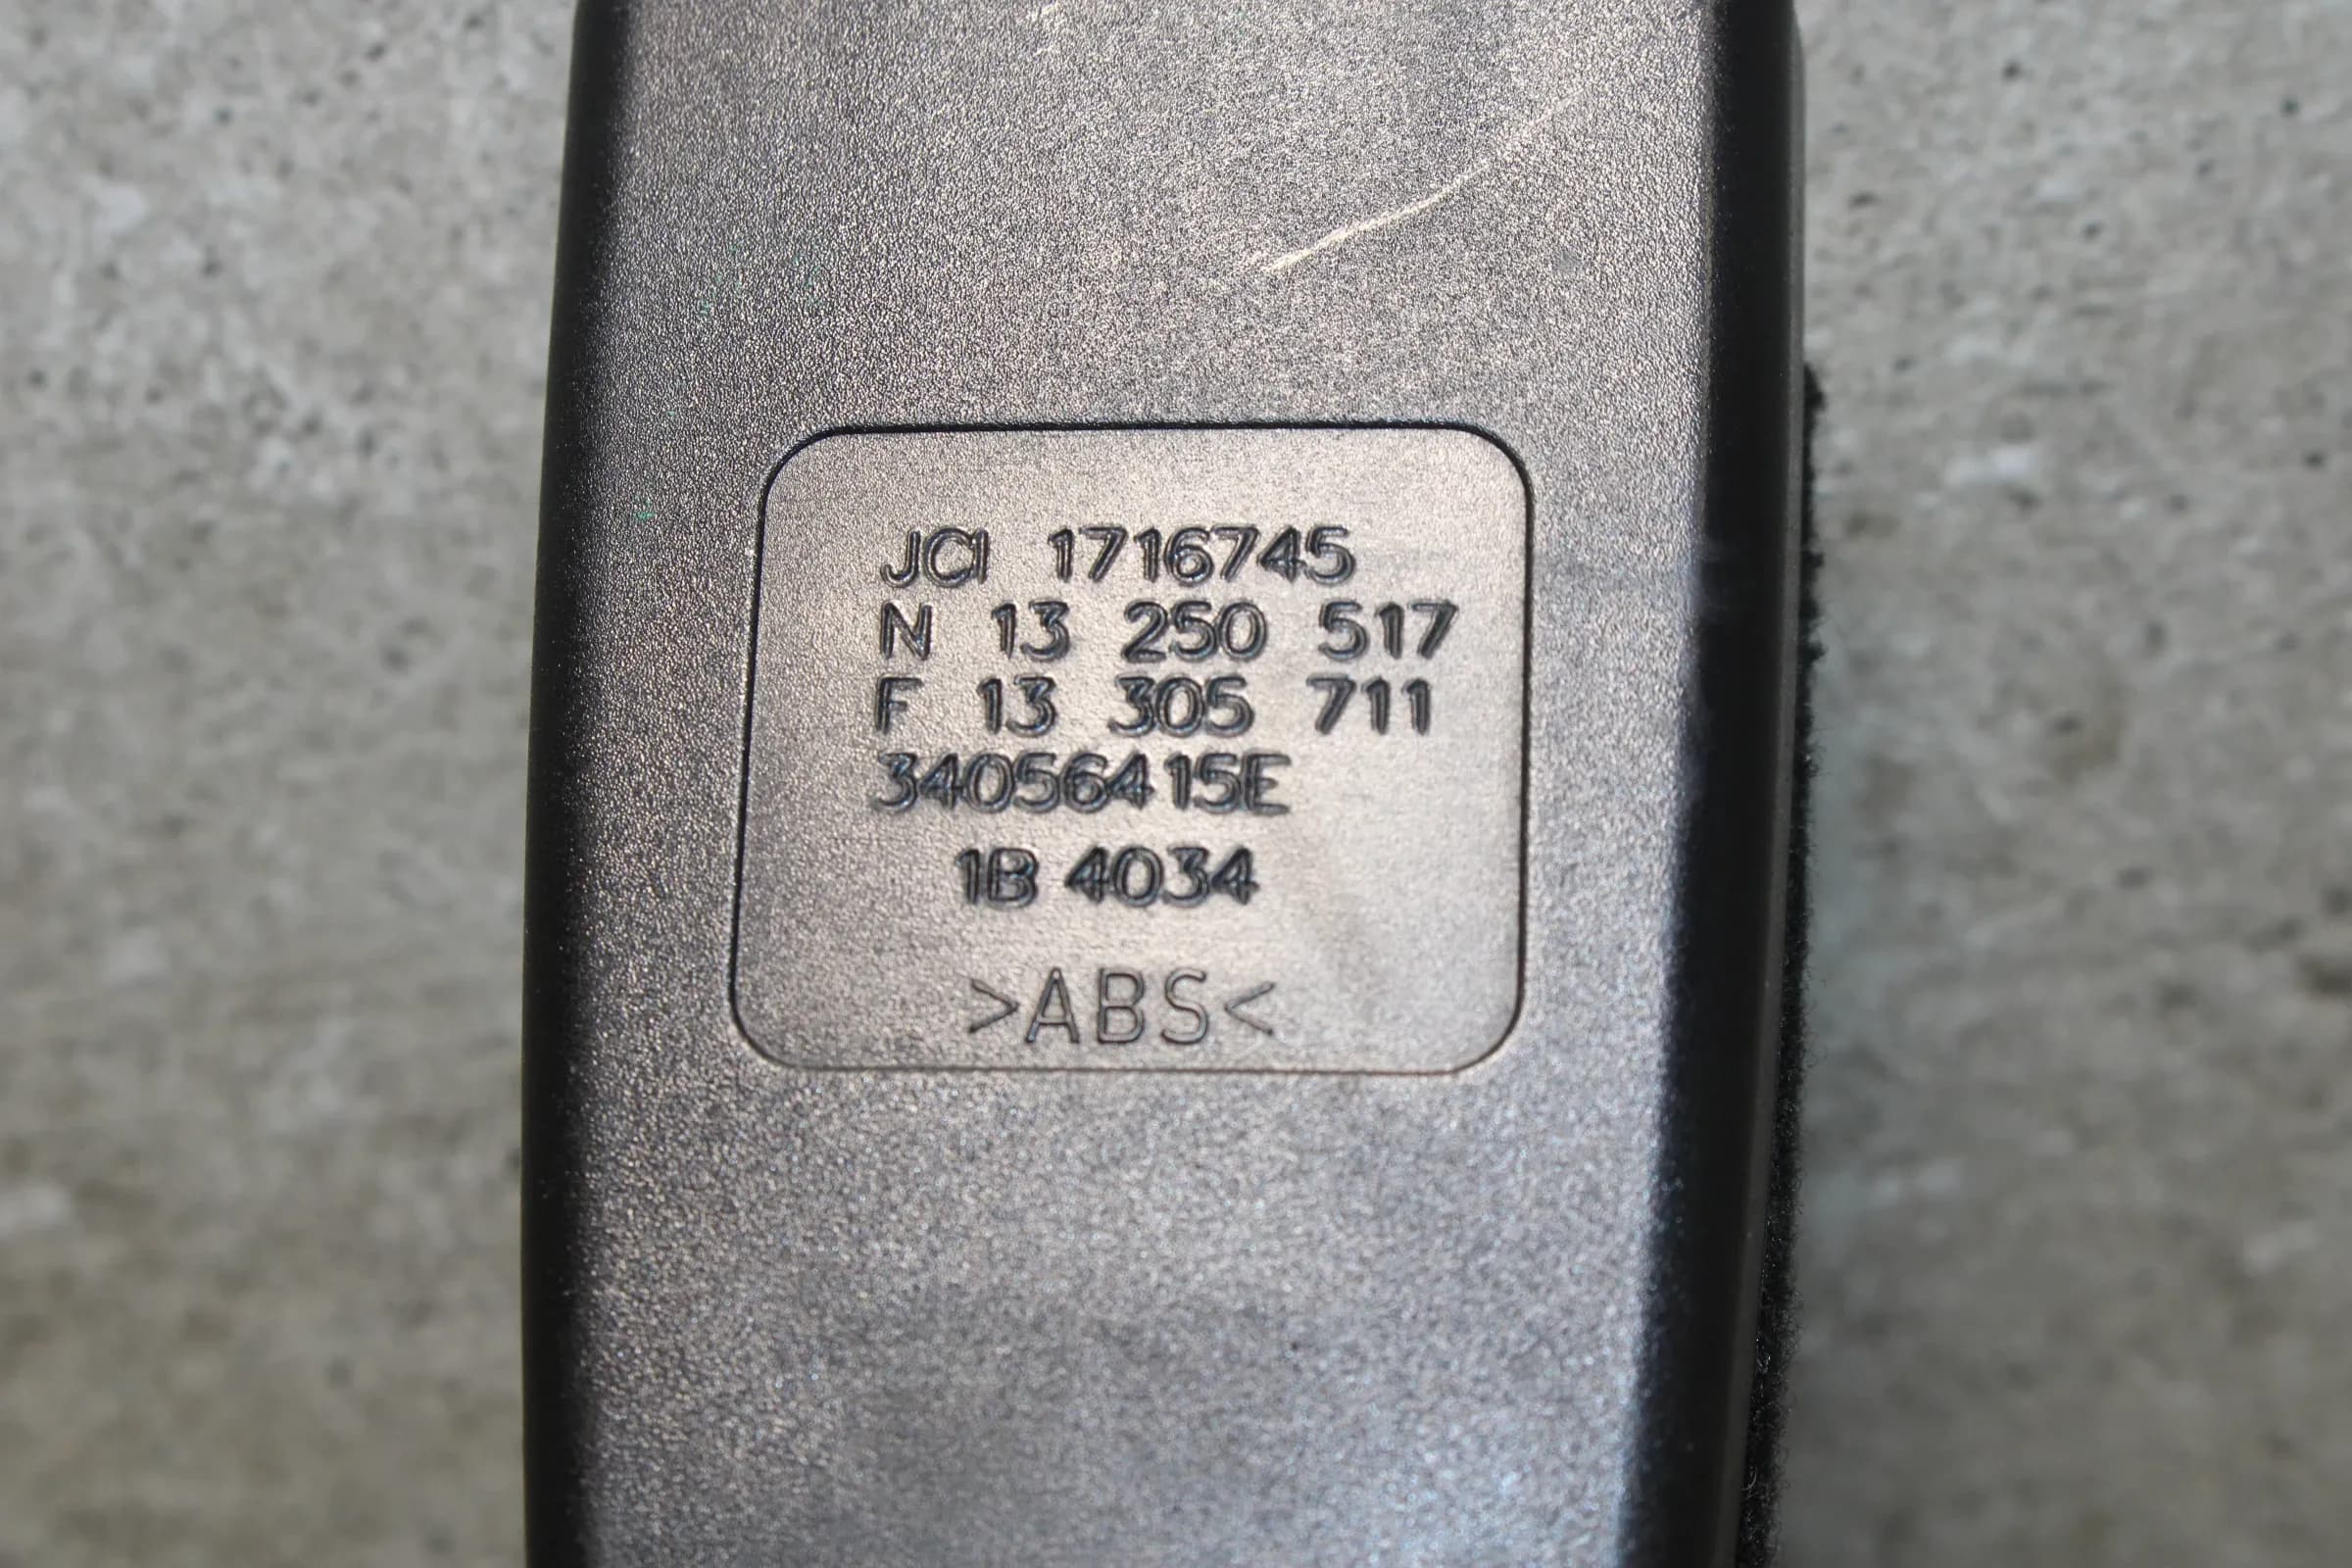 JCI 1716745
N 13 250 517
F 13 305 711
34056415E
1B 4034
>ABS<